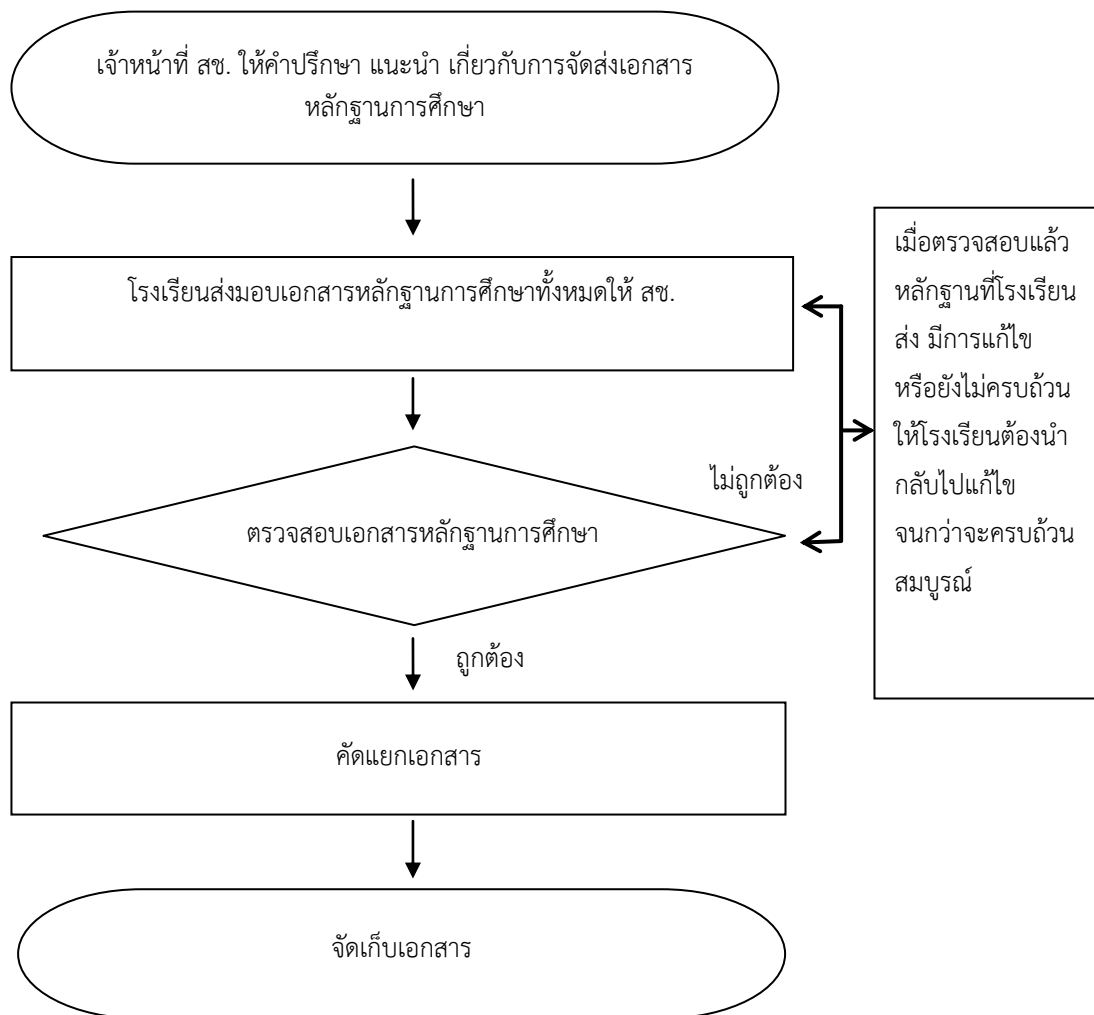 เจ้าหน้าที่ สช. ให้คำปรึกษา แนะนำ เกี่ยวกับการจัดส่งเอกสาร
หลักฐานการศึกษา
โรงเรียนส่งมอบเอกสารหลักฐานการศึกษาทั้งหมดให้ สช.
เมื่อตรวจสอบแล้ว
หลักฐานที่โรงเรียน
ส่ง มีการแก้ไข
หรือยังไม่ครบถ้วน
ให้โรงเรียนต้องนำ
กลับไปแก้ไข
จนกว่าจะครบถ้วน
สมบูรณ์
ไม่ถูกต้อง
ตรวจสอบเอกสารหลักฐานการศึกษา
ถูกต้อง
คัดแยกเอกสาร
จัดเก็บเอกสาร